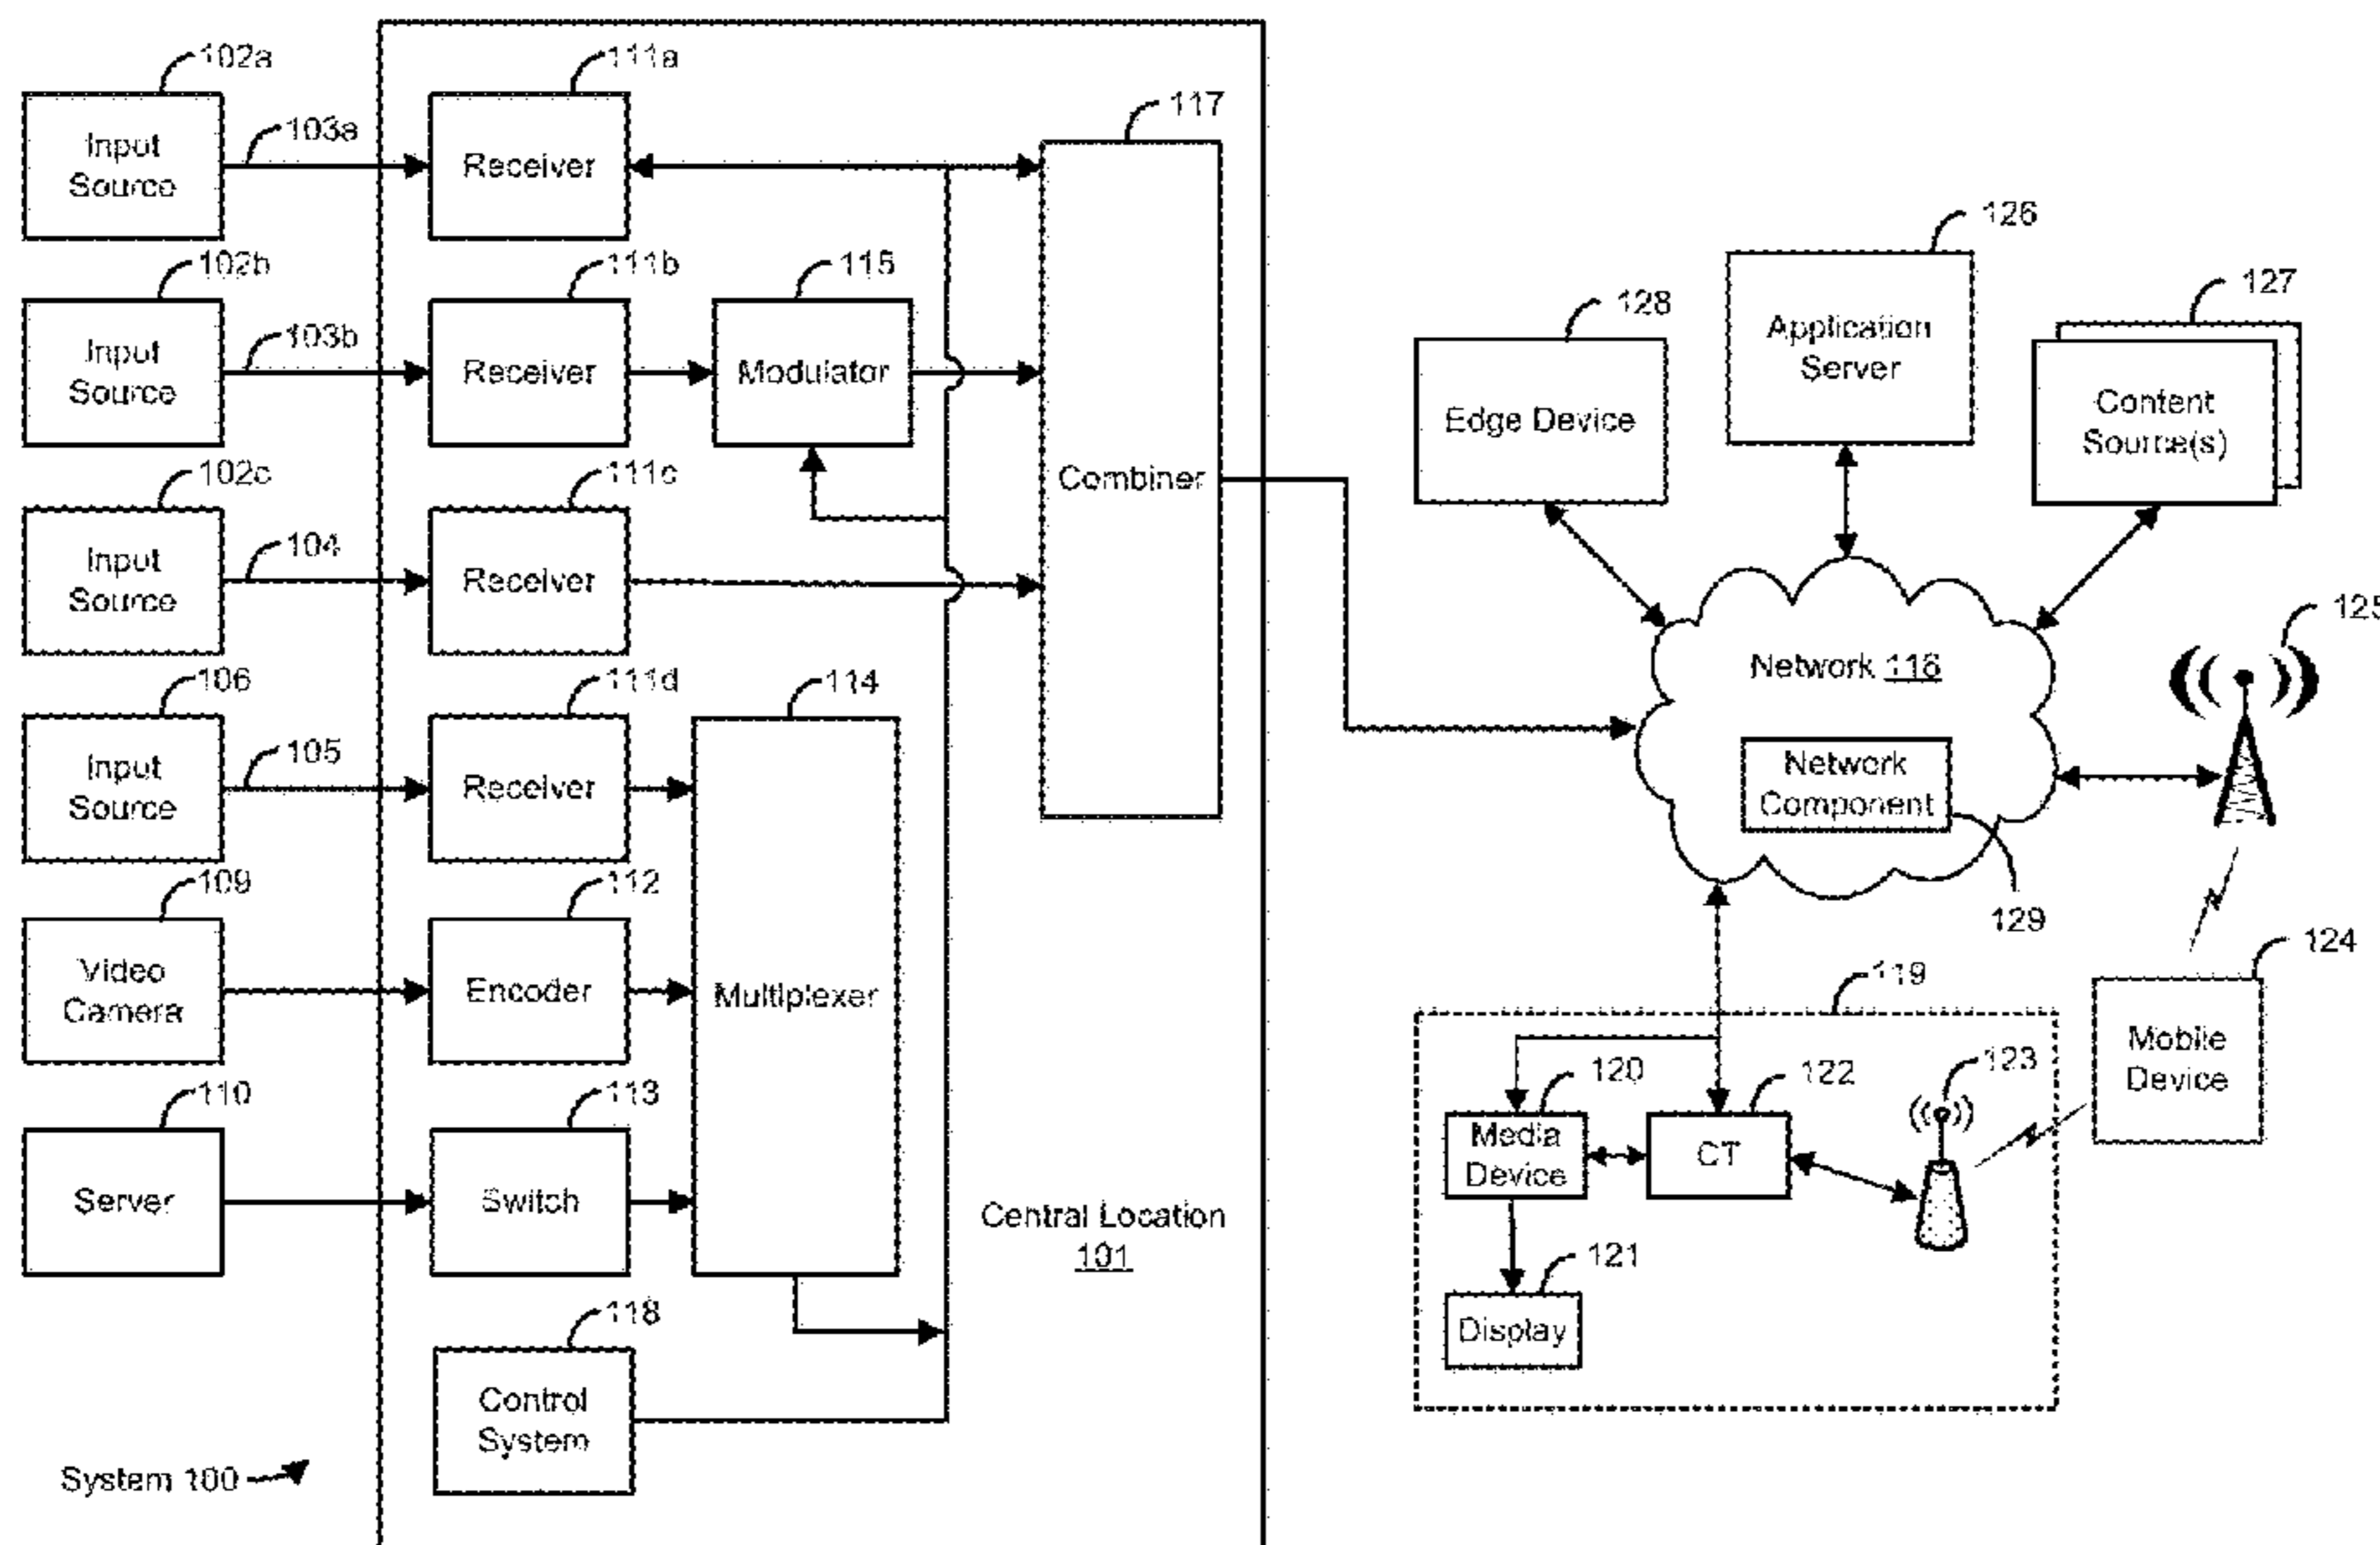 102a
111a
117
103a
Input
Source
Receiver
102b
111b
115
126
103b
Input
Source
Receiver
Modulator
128
Application
Server
127
Edge Device
Content
Source(s)
102c
111c
Combiner
104
Input
Source
Receiver
125
106
111d
114
Network 116
105
Input
Source
Receiver
Network
Component
109
112
129
124
Video
Camera
Encoder
Multiplexer
119
Mobile
Device
110
113
120
122
123
Media
Device
CT
Server
Switch
Central Location
101
121
118
Display
Control
System
System 100